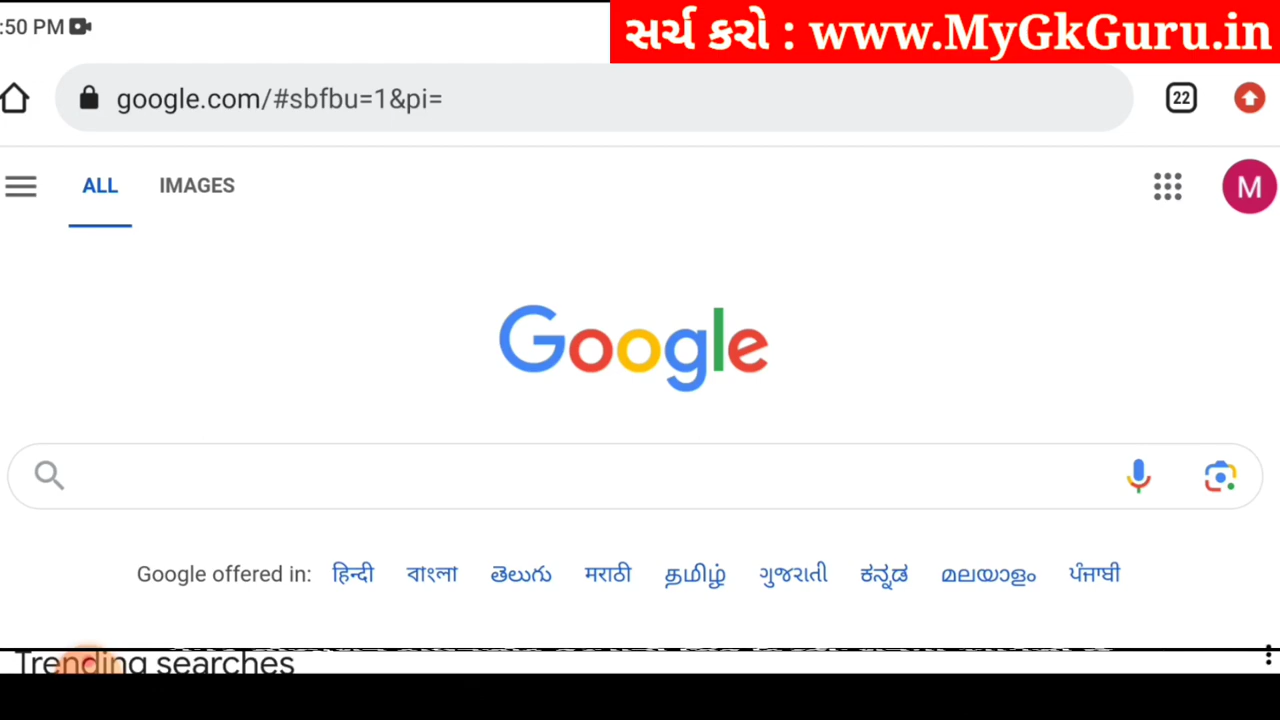 :50 PM
સર્ચ કરો : www.MyGkGuru.in
google.com/#sbfbu=1&pi=
22
ALL IMAGES
M
Google
Google offered in: हिन्दी বাংলা తెలుగు मराठी தமிழ் ગુજરાતી ಕನ್ನಡ മലയാളം ਪੰਜਾਬੀ
Trending searches